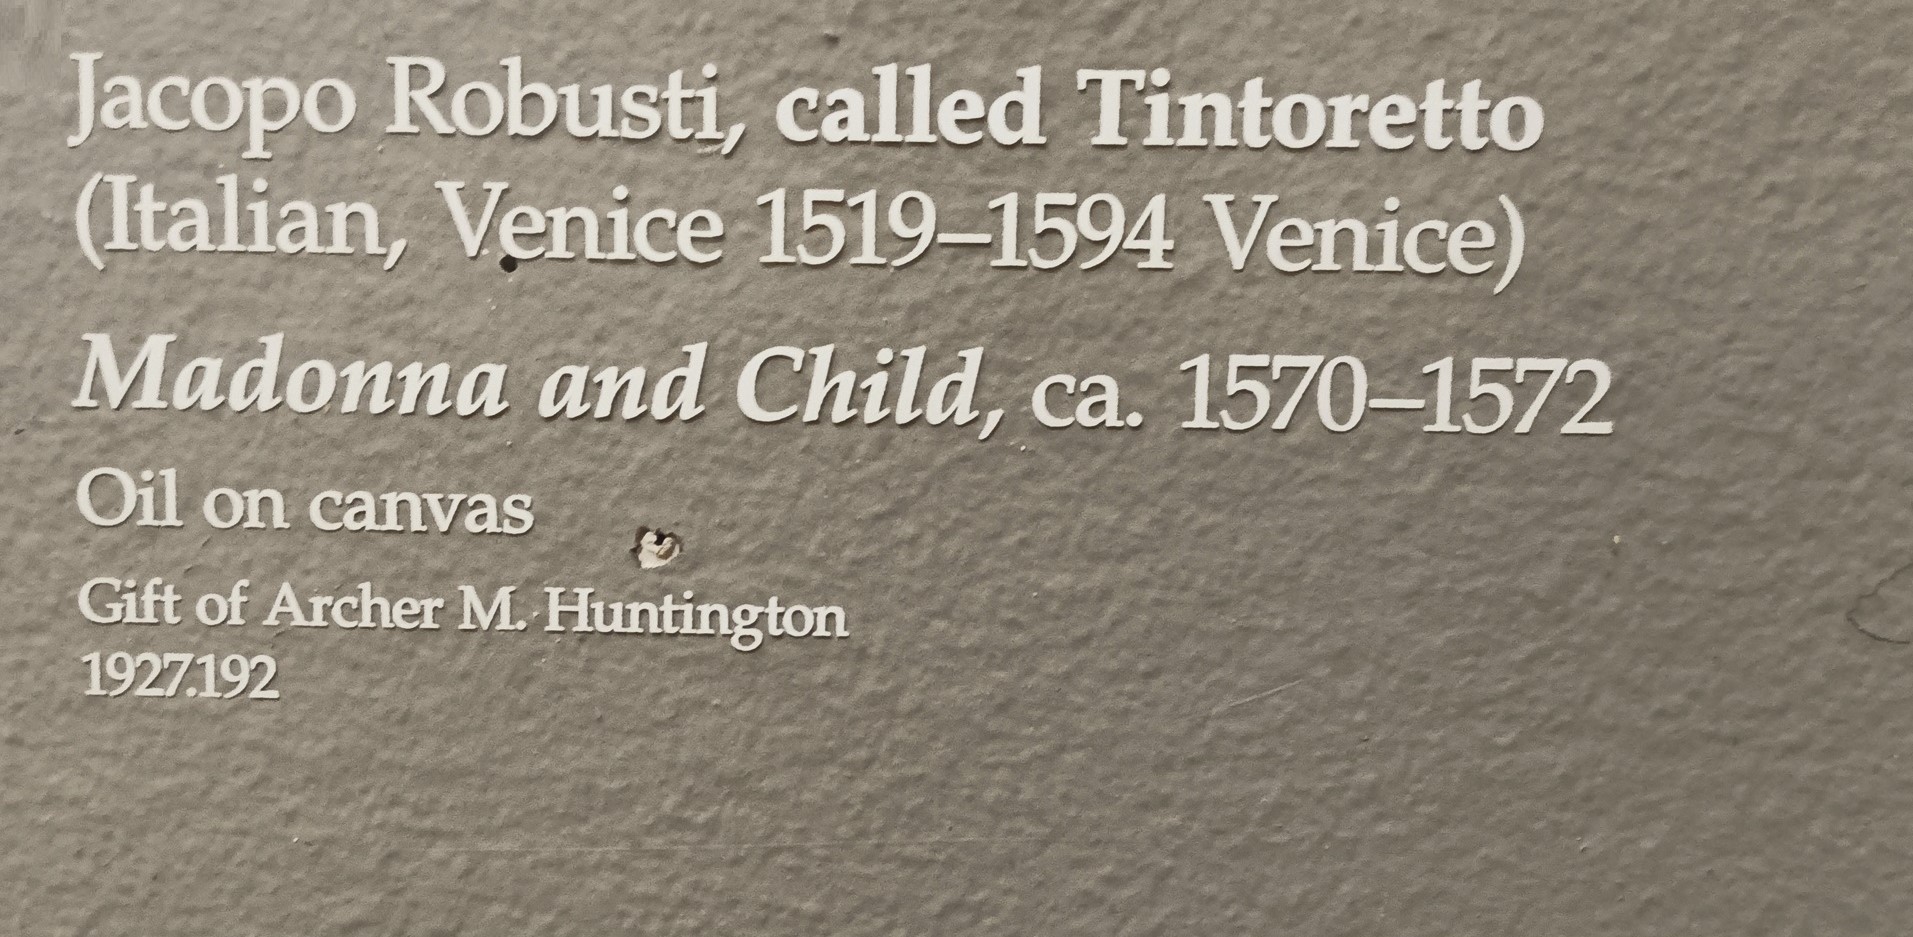 Jacopo Robusti, called Tintoretto
(Italian, Venice 1519–1594 Venice)
Madonna and Child, ca. 1570–1572
Oil on canvas
Gift of Archer M. Huntington
1927.192